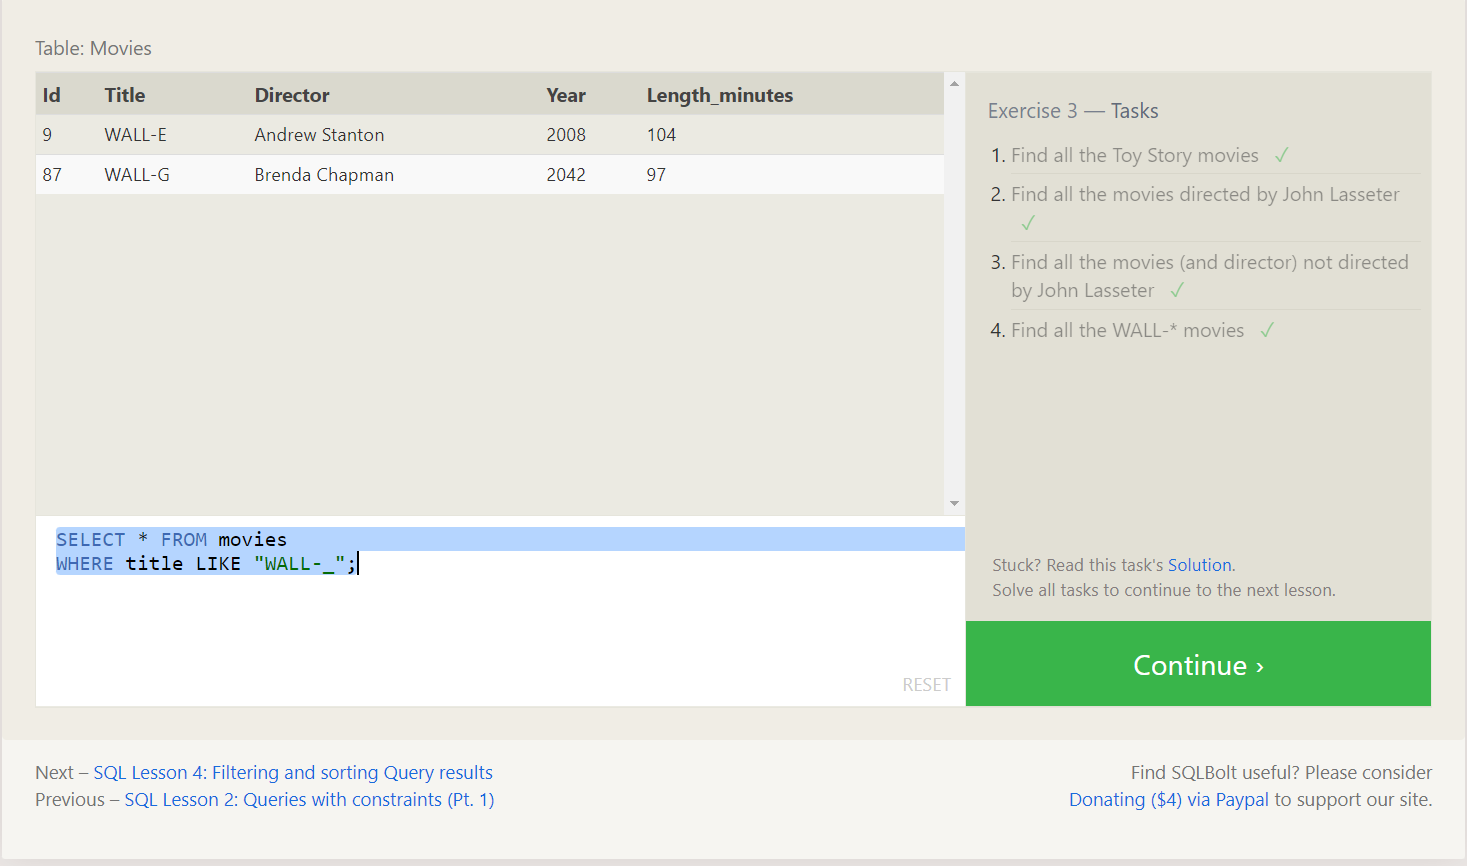 Table: Movies
Id Title Director Year Length_minutes
9 WALL-E Andrew Stanton 2008 104
87 WALL-G Brenda Chapman 2042 97
SELECT * FROM movies
WHERE title LIKE "WALL-_";
RESET
Exercise 3 — Tasks
1. Find all the Toy Story movies ✓
2. Find all the movies directed by John Lasseter
✓
3. Find all the movies (and director) not directed
by John Lasseter ✓
4. Find all the WALL-* movies ✓
Stuck? Read this task's Solution.
Solve all tasks to continue to the next lesson.
Continue ›
Next – SQL Lesson 4: Filtering and sorting Query results
Previous – SQL Lesson 2: Queries with constraints (Pt. 1)
Find SQLBolt useful? Please consider
Donating ($4) via Paypal to support our site.